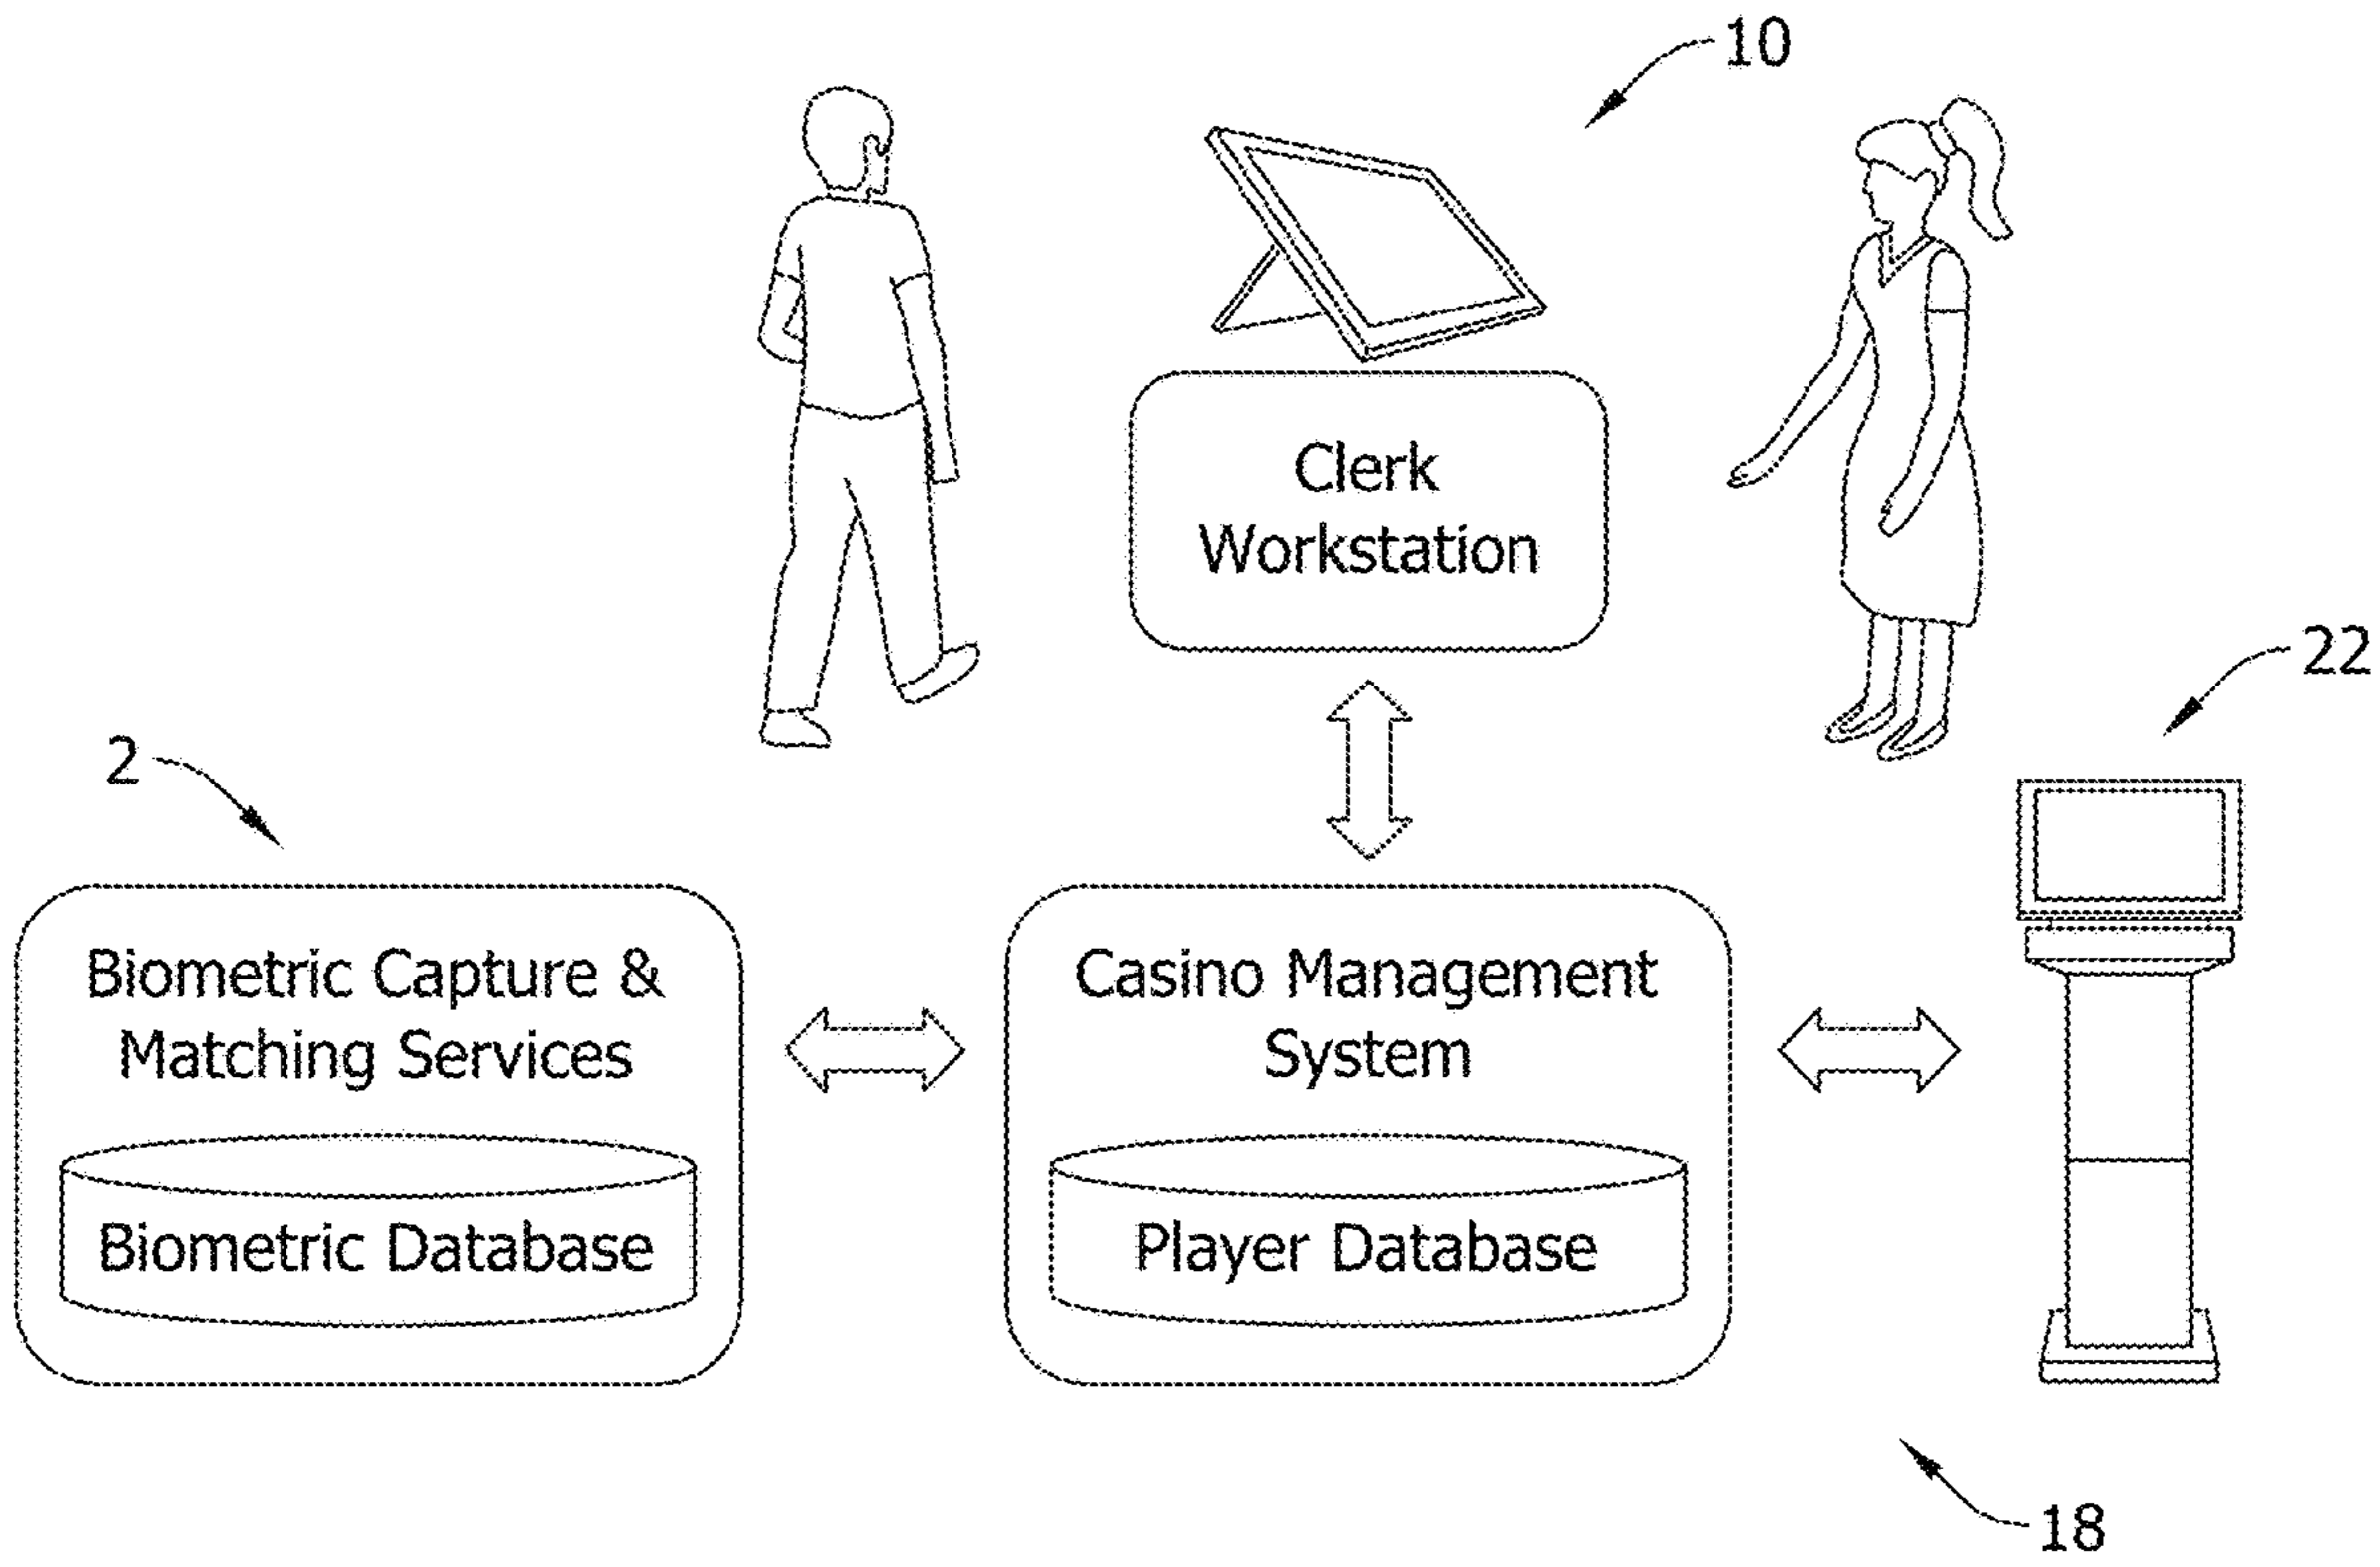 10
Clerk
Workstation
22
2
Biometric Capture &
Matching Services
Biometric Database
Casino Management
System
Player Database
18